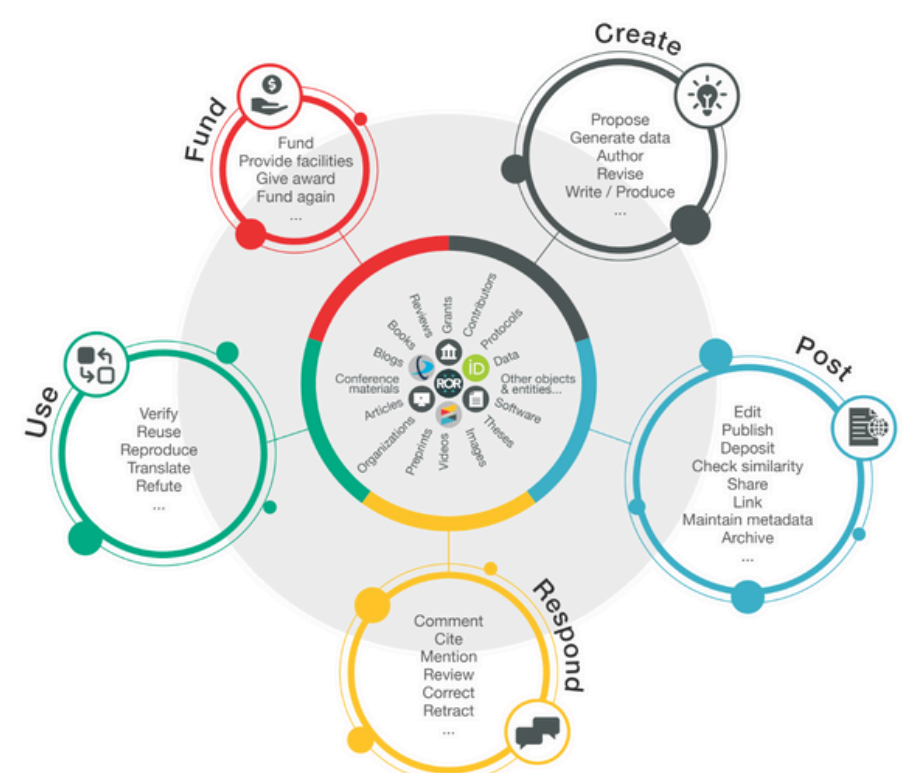 Create
Propose
Generate data
Author
Revise
Write / Produce
...
Fund
Fund
Provide facilities
Give award
Fund again
...
Post
Edit
Publish
Deposit
Check similarity
Share
Link
Maintain metadata
Archive
...
Respond
Comment
Cite
Mention
Review
Correct
Retract
...
Use
Verify
Reuse
Reproduce
Translate
Refute
...
Grants
Contributors
Protocols
Data
Other objects
& entities...
Software
Theses
Images
Videos
Preprints
Organizations
Articles
Conference
materials
Blogs
Books
Reviews
iD
ROR
$